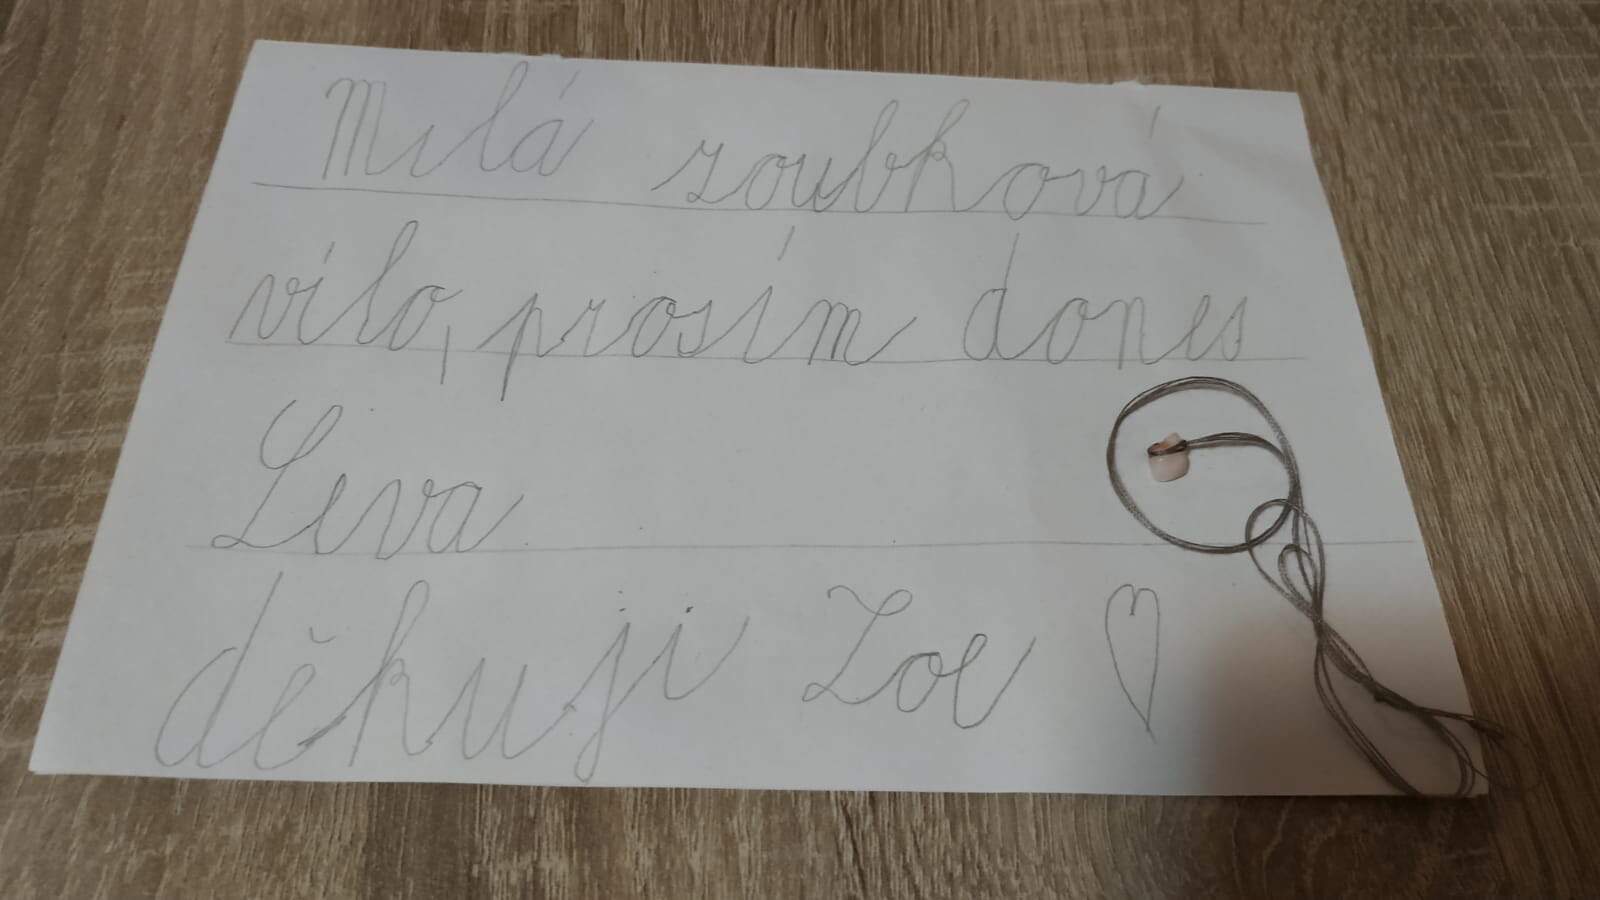 Milá zoubková
vílo, prosím dones
Leva
děkuji Zoe